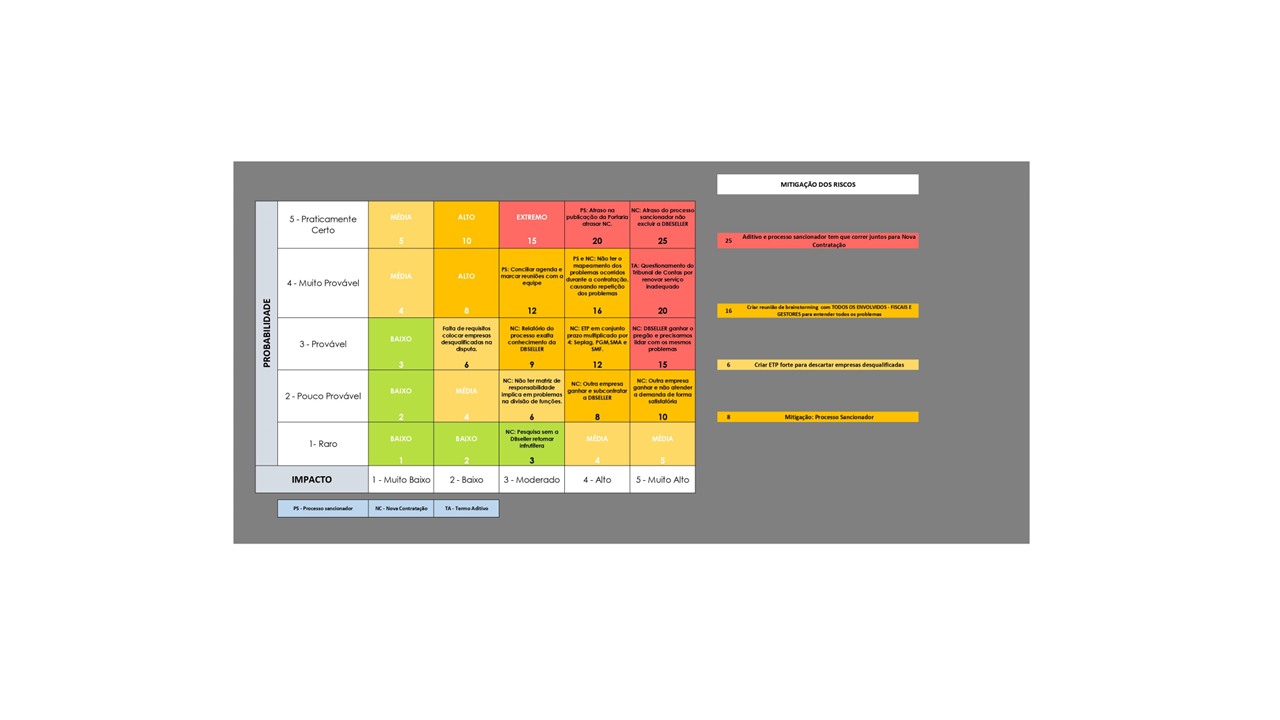 MITIGAÇÃO DOS RISCOS
PROBABILIDADE
5 - Praticamente
Certo
MÉDIA
5
ALTO
10
EXTREMO
15
PS: Atraso na
publicação da Portaria
atrasar NC.
20
NC: Atraso do processo
sancionador não
excluir a DBESELLER
25
25
Aditivo e processo sancionador tem que correr juntos para Nova
Contratação
4 - Muito Provável
MÉDIA
4
ALTO
8
PS: Conciliar agenda e
marcar reuniões com a
equipe
12
PS e NC: Não ter o
mapeamento dos
problemas ocorridos
durante a contratação,
causando repetição
dos problemas
16
TA: Questionamento do
Tribunal de Contas por
renovar serviço
inadequado
20
16
Criar reunião de brainstorming com TODOS OS ENVOLVIDOS - FISCAIS E
GESTORES para entender todos os problemas
3 - Provável
BAIXO
3
Falta de requisitos
colocar empresas
desqualificadas na
disputa.
6
NC: Relatório do
processo exalta
conhecimento da
DBSELLER
9
NC: ETP em conjunto
prazo multiplicado por
4: Seplag, PGM,SMA e
SMF.
12
NC: DBSELLER ganhar o
pregão e precisarmos
lidar com os mesmos
problemas
15
6
Criar ETP forte para descartar empresas desqualificadas
2 - Pouco Provável
BAIXO
2
MÉDIA
4
NC: Não ter matriz de
responsabilidade
implica em problemas
na divisão de funções.
6
NC: Outra empresa
ganhar e subcontratar
a DBSELLER
8
NC: Outra empresa
ganhar e não atender
a demanda de forma
satisfatória
10
8
Mitigação: Processo Sancionador
1- Raro
BAIXO
1
BAIXO
2
NC: Pesquisa sem a
DBseller retornar
infrutífera
3
MÉDIA
4
MÉDIA
5
IMPACTO
1 - Muito Baixo
2 - Baixo
3 - Moderado
4 - Alto
5 - Muito Alto
PS - Processo sancionador
NC - Nova Contratação
TA - Termo Aditivo